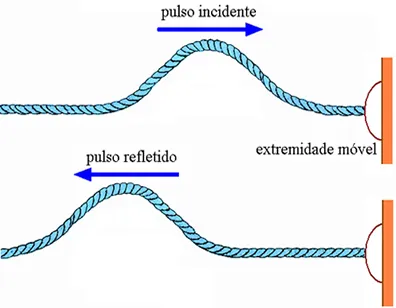 pulso incidente
extremidade móvel
pulso refletido